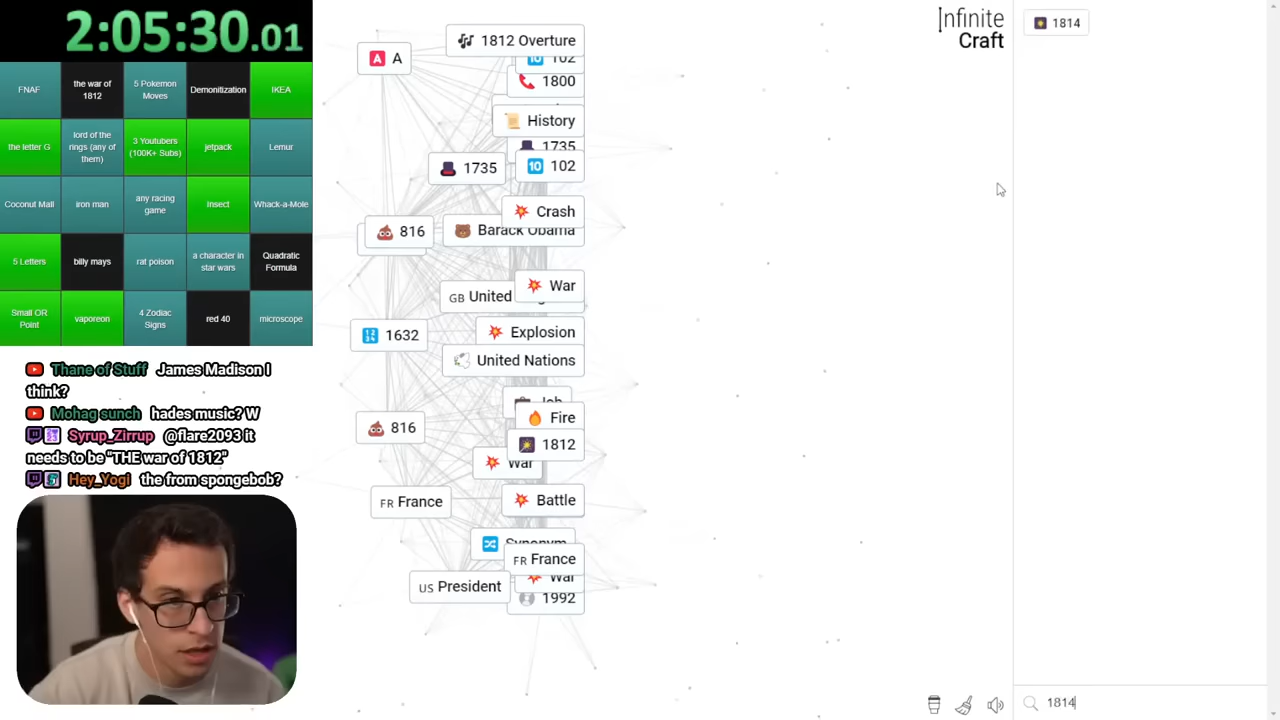 2:05:30.01
FNAF
the war of
1812
5 Pokemon
Moves
Demonitization
IKEA
the letter G
lord of the
rings (any of
them)
3 Youtubers
(100K+ Subs)
jetpack
Lemur
Coconut Mall
iron man
any racing
game
Insect
Whack-a-Mole
5 Letters
billy mays
rat poison
a character in
star wars
Quadratic
Formula
Small OR
Point
vaporeon
4 Zodiac
Signs
red 40
microscope
Thane of Stuff James Madison I
think?
Mohag sunch hades music? W
Syrup_Zirrup @flare2093 it
needs to be "THE war of 1812"
Hey_Yogi the from spongebob?
A A
1812 Overture
102
1800
History
1735
1735
102
Crash
816
Barack Obama
War
GB United
1632
Explosion
United Nations
Job
Fire
816
1812
War
FR France
Battle
Synonym
FR France
War
US President
1992
Infinite
Craft
1814
1814